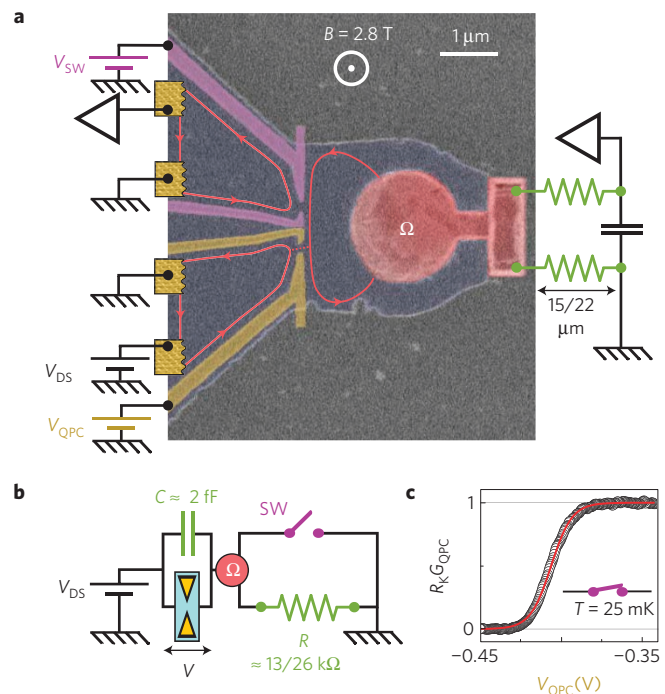 a
B = 2.8 T
1 μm
V_SW
Ω
15/22
μm
V_DS
V_QPC
b
C ≈ 2 fF
SW
V_DS
Ω
R
≈ 13/26 kΩ
V
c
1
R_K G_QPC
T = 25 mK
0
−0.45
−0.35
V_QPC(V)